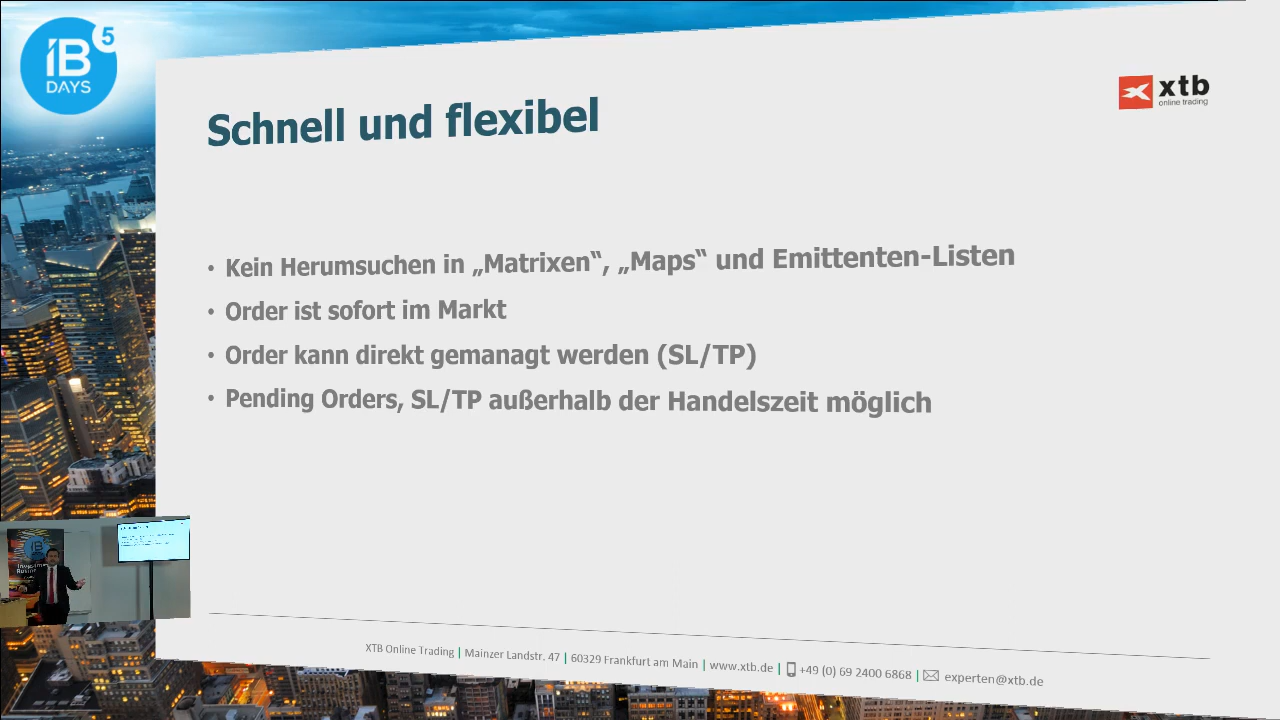 iB
5
DAYS
xtb
online trading
Schnell und flexibel
• Kein Herumsuchen in „Matrixen“, „Maps“ und Emittenten-Listen
• Order ist sofort im Markt
• Order kann direkt gemanagt werden (SL/TP)
• Pending Orders, SL/TP außerhalb der Handelszeit möglich
XTB Online Trading | Mainzer Landstr. 47 | 60329 Frankfurt am Main | www.xtb.de | +49 (0) 69 2400 6868 | experten@xtb.de